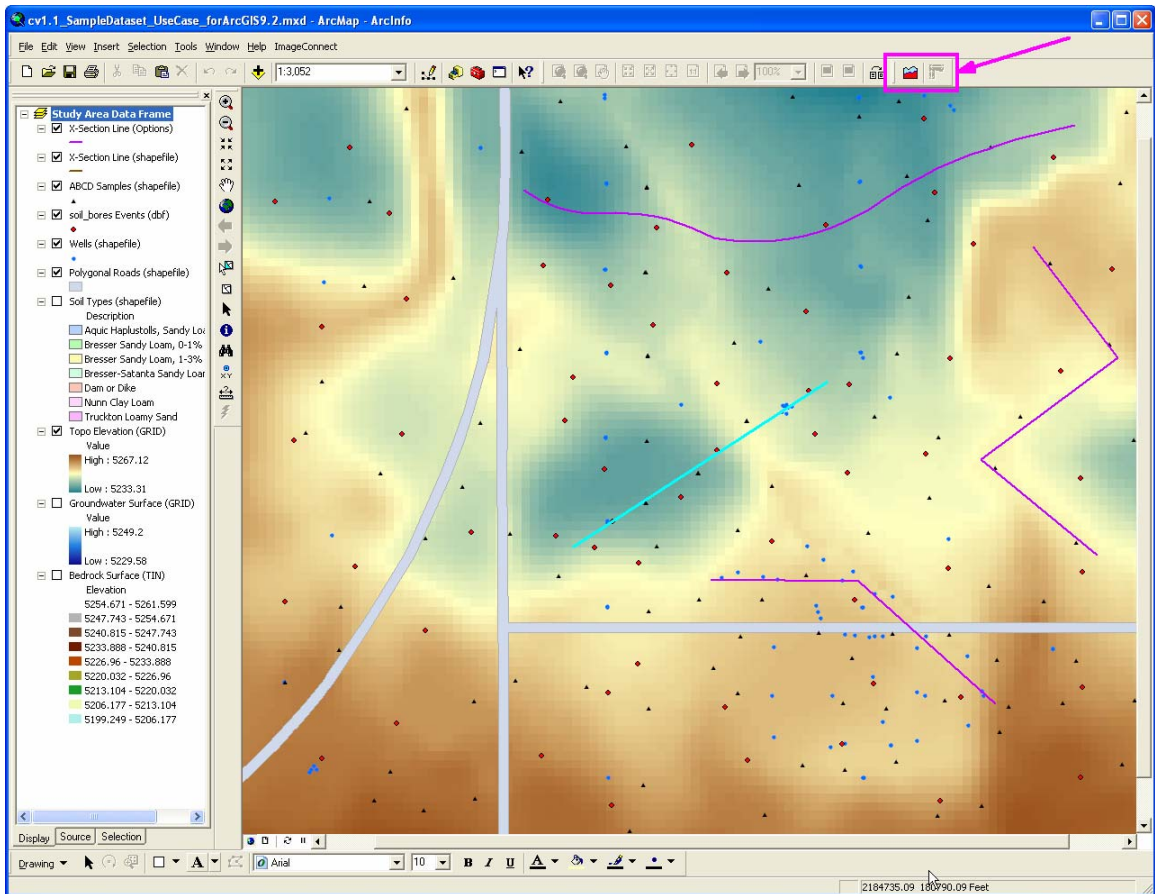 cv1.1_SampleDataset_UseCase_forArcGIS9.2.mxd - ArcMap - ArcInfo
File Edit View Insert Selection Tools Window Help ImageConnect
1:3,052
100%
Study Area Data Frame
X-Section Line (Options)
X-Section Line (shapefile)
ABCD Samples (shapefile)
soil_bores Events (dbf)
Wells (shapefile)
Polygonal Roads (shapefile)
Soil Types (shapefile)
Description
Aquic Haplustolls, Sandy Loa
Bresser Sandy Loam, 0-1%
Bresser Sandy Loam, 1-3%
Bresser-Satanta Sandy Loar
Dam or Dike
Nunn Clay Loam
Truckton Loamy Sand
Topo Elevation (GRID)
Value
High : 5267.12
Low : 5233.31
Groundwater Surface (GRID)
Value
High : 5249.2
Low : 5229.58
Bedrock Surface (TIN)
Elevation
5254.671 - 5261.599
5247.743 - 5254.671
5240.815 - 5247.743
5233.888 - 5240.815
5226.96 - 5233.888
5220.032 - 5226.96
5213.104 - 5220.032
5206.177 - 5213.104
5199.249 - 5206.177
Display Source Selection
Drawing A Arial 10 B I U A
2184735.09 180790.09 Feet